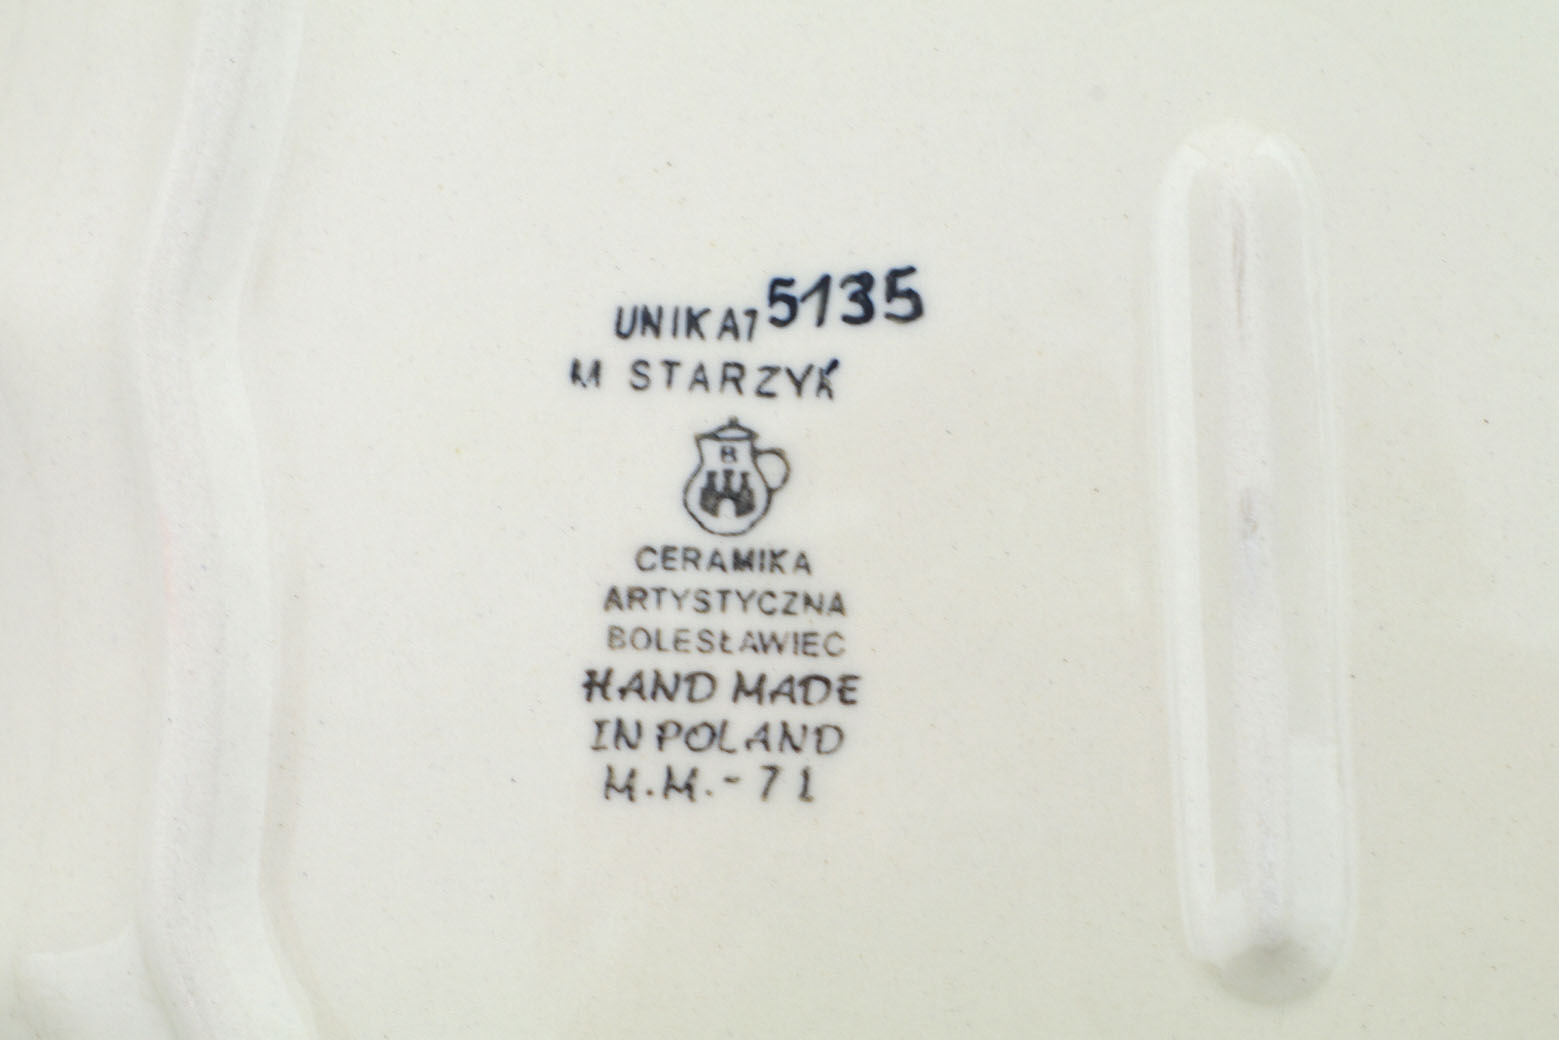 UNIKAT 5135
M STARZYK
B
CERAMIKA
ARTYSTYCZNA
BOLESŁAWIEC
HAND MADE
IN POLAND
M.M.-71